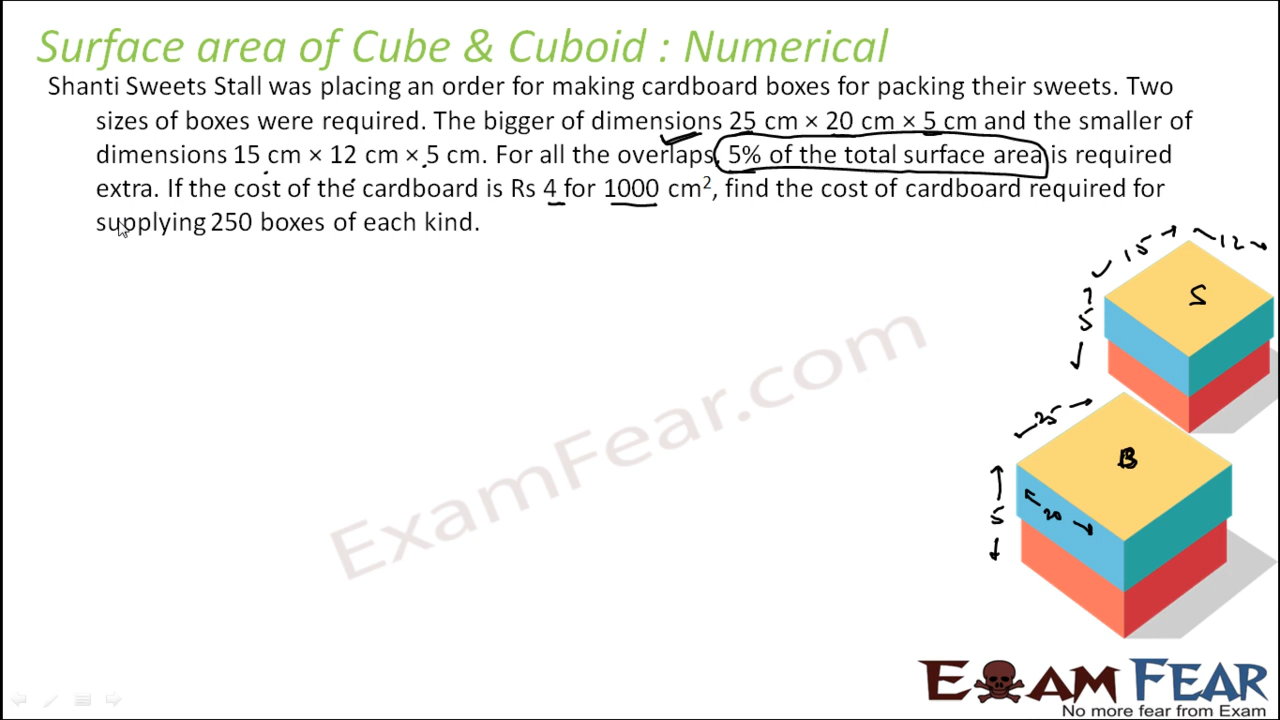 Surface area of Cube & Cuboid : Numerical
Shanti Sweets Stall was placing an order for making cardboard boxes for packing their sweets. Two
sizes of boxes were required. The bigger of dimensions 25 cm × 20 cm × 5 cm and the smaller of
dimensions 15 cm × 12 cm × 5 cm. For all the overlaps, 5% of the total surface area is required
extra. If the cost of the cardboard is Rs 4 for 1000 cm², find the cost of cardboard required for
supplying 250 boxes of each kind.
15 12
S
5
25
B
5 20
ExamFear.com
EXAM FEAR
No more fear from Exam